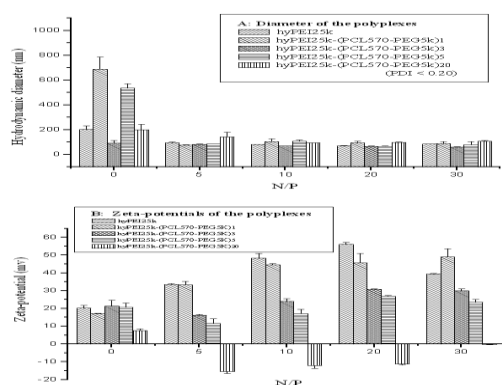 A: Diameter of the polyplexes
hyPEI25k
hyPEI25k-(PCL570-PEG5k)1
hyPEI25k-(PCL570-PEG5k)3
hyPEI25k-(PCL570-PEG5k)5
hyPEI25k-(PCL570-PEG5k)20
(PDI < 0.20)
Hydrodynamic diameter (nm)
1000
800
600
400
200
0
0 5 10 20 30
N/P
B: Zeta-potentials of the polyplexes
hyPEI25k
hyPEI25k-(PCL570-PEG5K)1
hyPEI25k-(PCL570-PEG5K)3
hyPEI25k-(PCL570-PEG5K)5
hyPEI25k-(PCL570-PEG5K)20
Zeta-potential (mv)
60
50
40
30
20
10
0
-10
-20
0 5 10 20 30
N/P